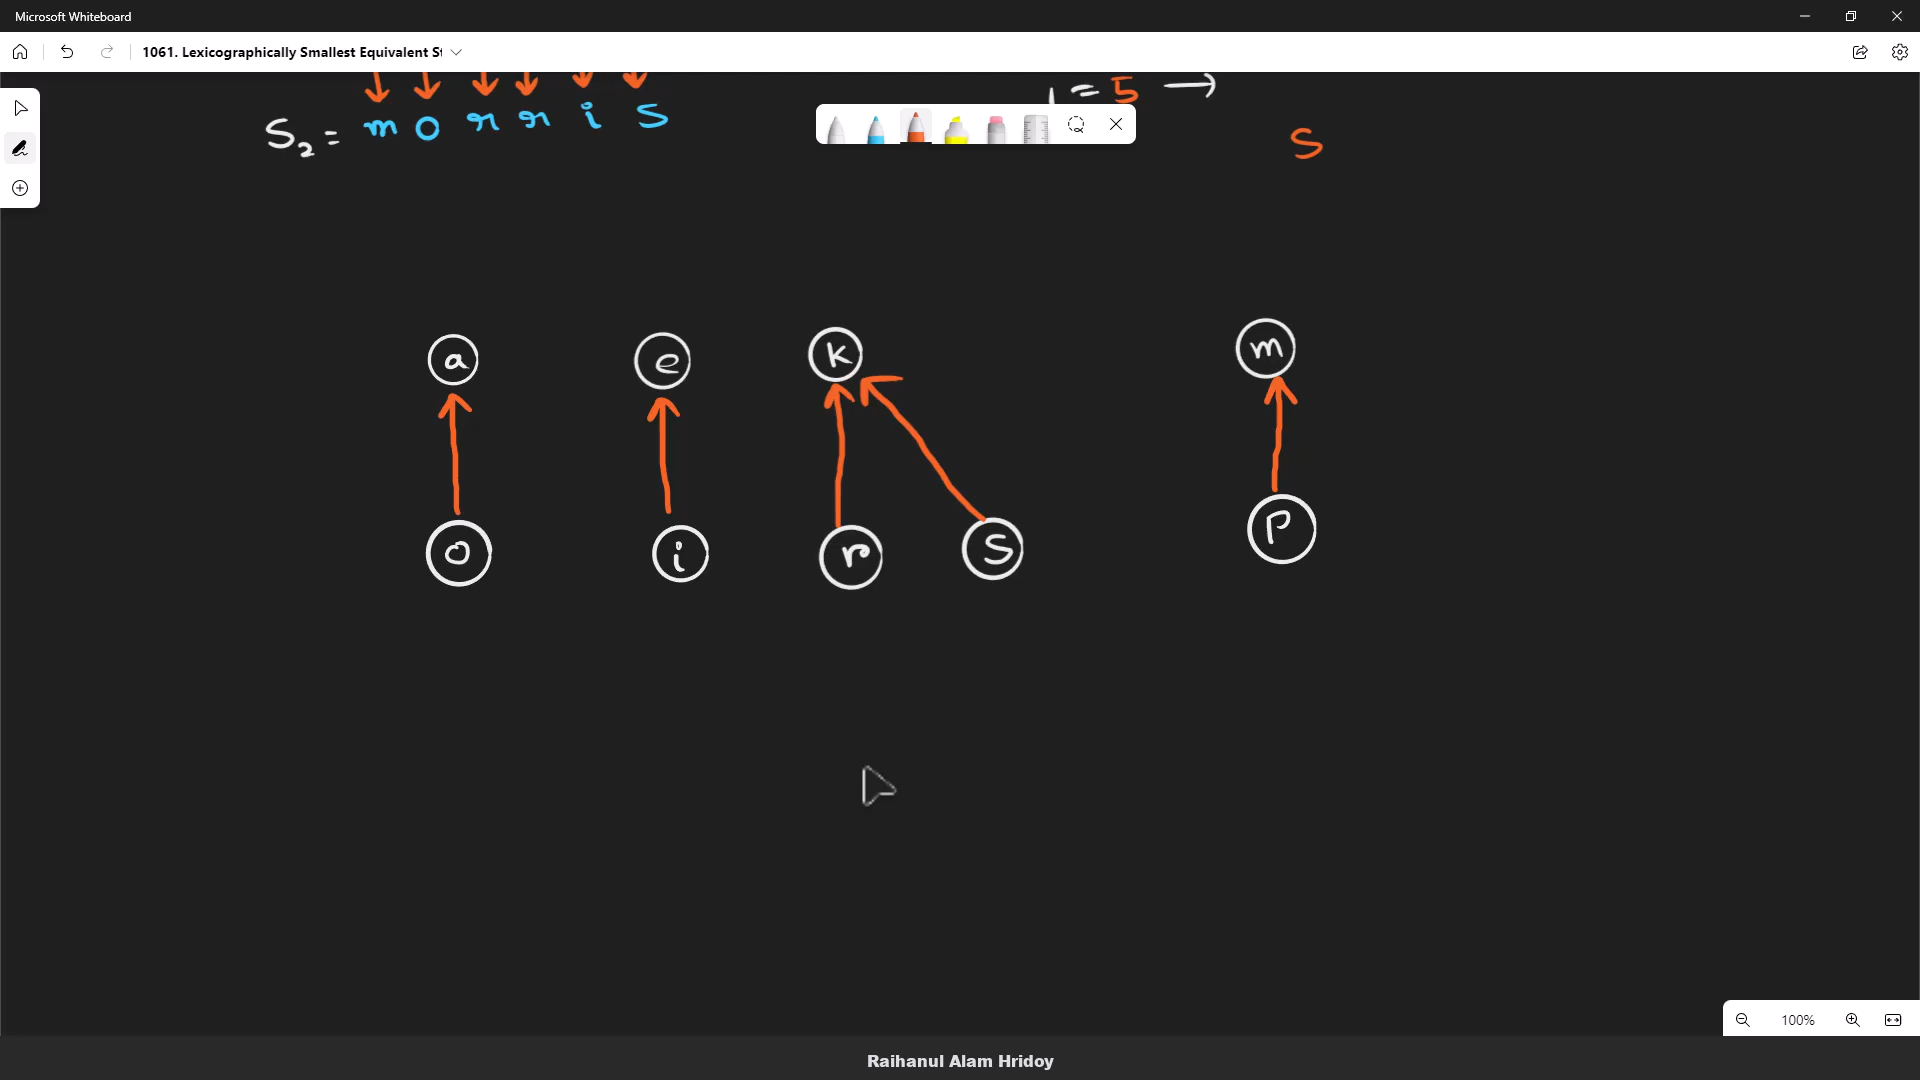 Microsoft Whiteboard
1061. Lexicographically Smallest Equivalent St
= 5 →
S₂ = m o r r i s
S
a e k m
o i r s p
100%
Raihanul Alam Hridoy